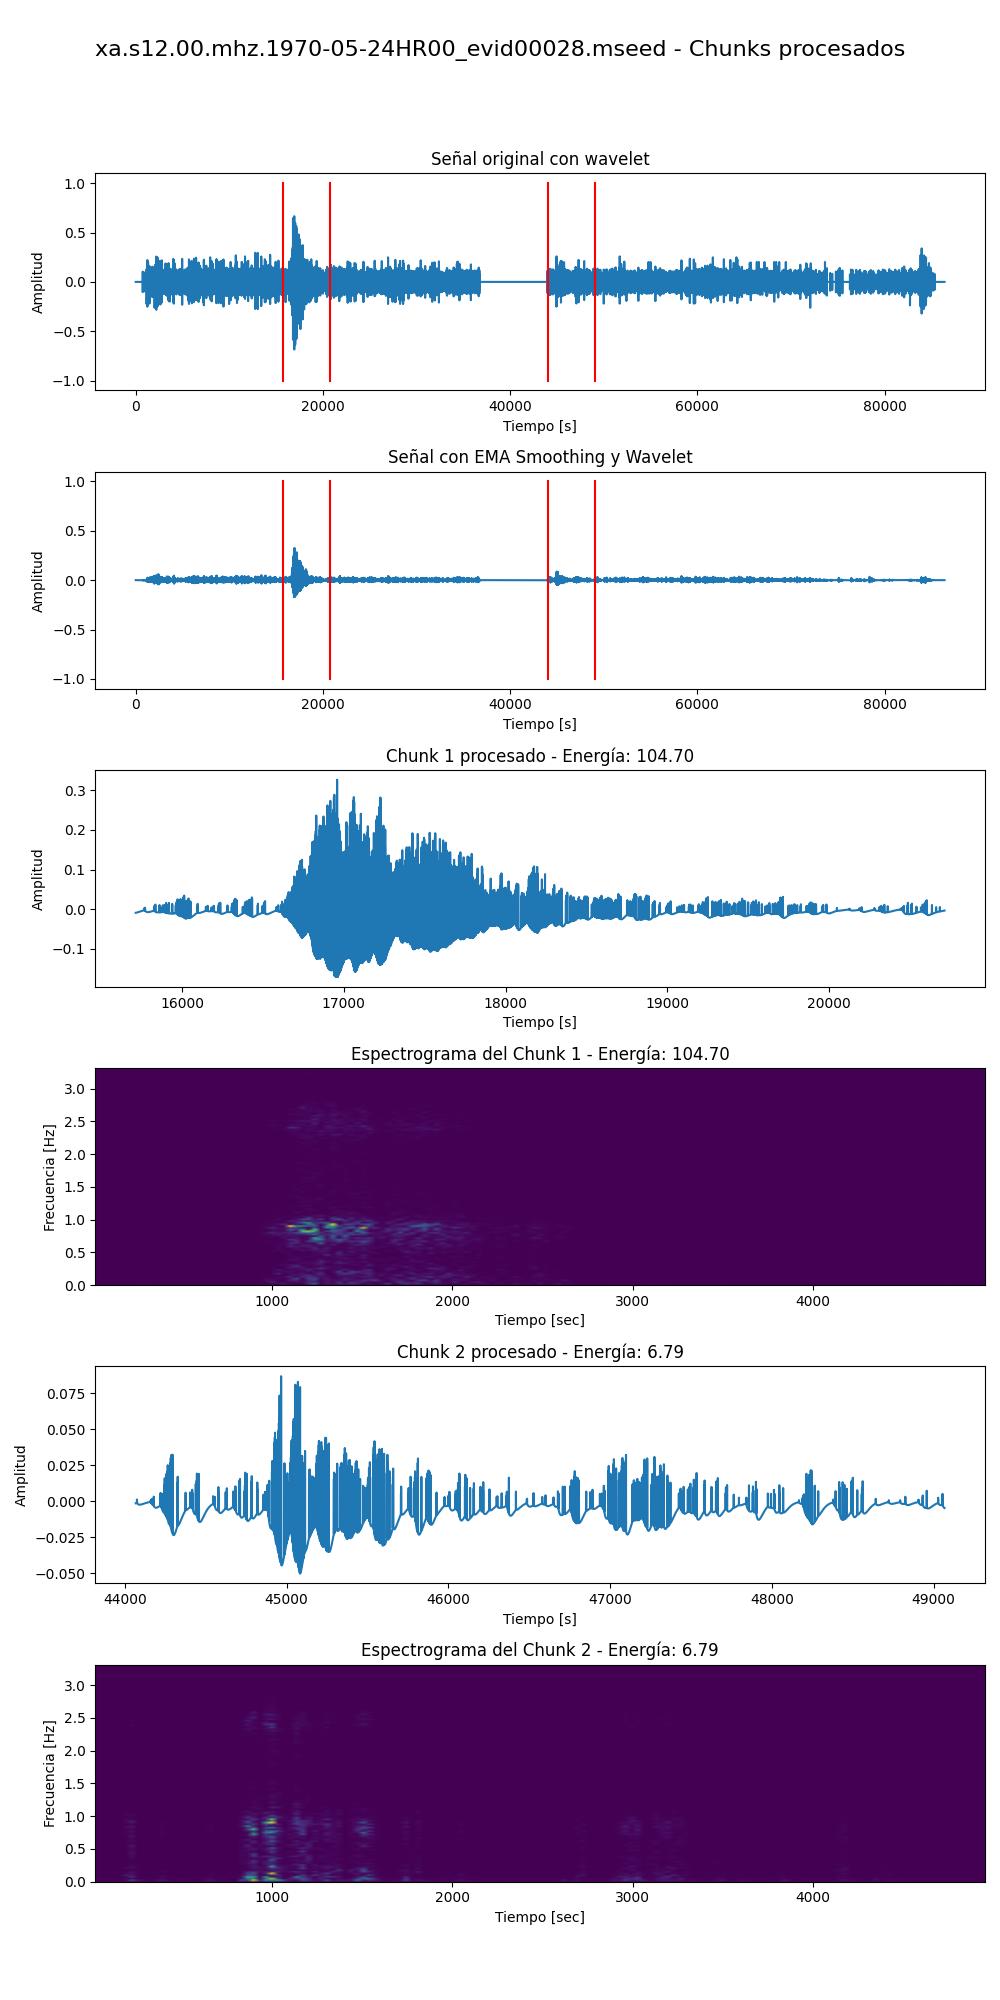 xa.s12.00.mhz.1970-05-24HR00_evid00028.mseed - Chunks procesados
Señal original con wavelet
1.0
0.5
0.0
−0.5
−1.0
Amplitud
0 20000 40000 60000 80000
Tiempo [s]
Señal con EMA Smoothing y Wavelet
1.0
0.5
0.0
−0.5
−1.0
Amplitud
0 20000 40000 60000 80000
Tiempo [s]
Chunk 1 procesado - Energía: 104.70
0.3
0.2
0.1
0.0
−0.1
Amplitud
16000 17000 18000 19000 20000
Tiempo [s]
Espectrograma del Chunk 1 - Energía: 104.70
3.0
2.5
2.0
1.5
1.0
0.5
0.0
Frecuencia [Hz]
1000 2000 3000 4000
Tiempo [sec]
Chunk 2 procesado - Energía: 6.79
0.075
0.050
0.025
0.000
−0.025
−0.050
Amplitud
44000 45000 46000 47000 48000 49000
Tiempo [s]
Espectrograma del Chunk 2 - Energía: 6.79
3.0
2.5
2.0
1.5
1.0
0.5
0.0
Frecuencia [Hz]
1000 2000 3000 4000
Tiempo [sec]